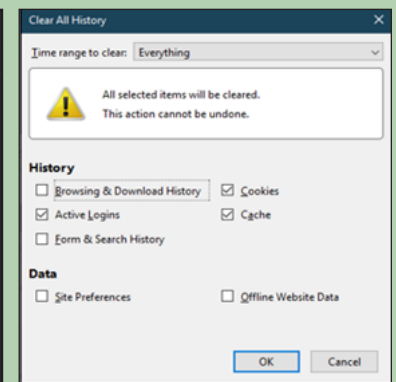 Clear All History
Time range to clear: Everything
All selected items will be cleared.
This action cannot be undone.
History
Browsing & Download History Cookies
Active Logins Cache
Form & Search History
Data
Site Preferences Offline Website Data
OK Cancel